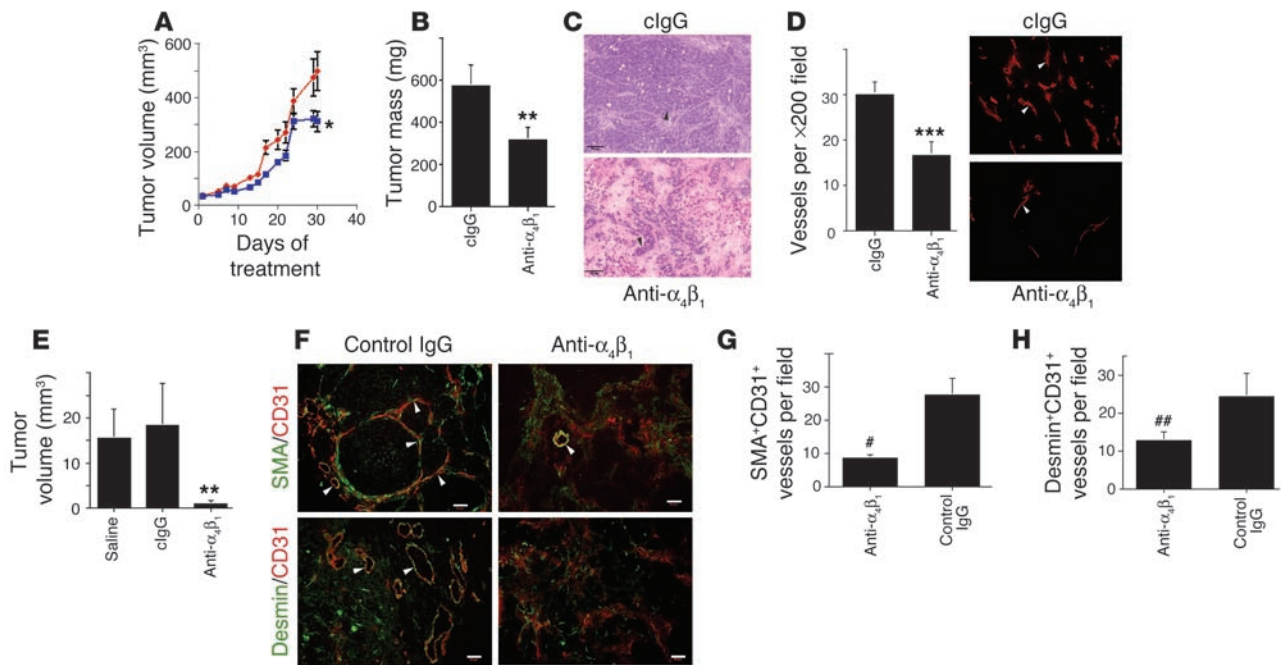 A
Tumor volume (mm³)
600
400
200
0
0
20
40
Days of
treatment
*
B
Tumor mass (mg)
600
400
200
0
**
cIgG
Anti-α₄β₁
C
cIgG
Anti-α₄β₁
D
Vessels per ×200 field
30
20
10
0
***
cIgG
Anti-α₄β₁
cIgG
Anti-α₄β₁
E
Tumor
volume (mm³)
20
15
10
5
0
**
Saline
cIgG
Anti-α₄β₁
F
Control IgG
Anti-α₄β₁
SMA/CD31
Desmin/CD31
G
SMA⁺CD31⁺
vessels per field
30
20
10
0
#
Anti-α₄β₁
Control
IgG
H
Desmin⁺CD31⁺
vessels per field
30
20
10
0
##
Anti-α₄β₁
Control
IgG